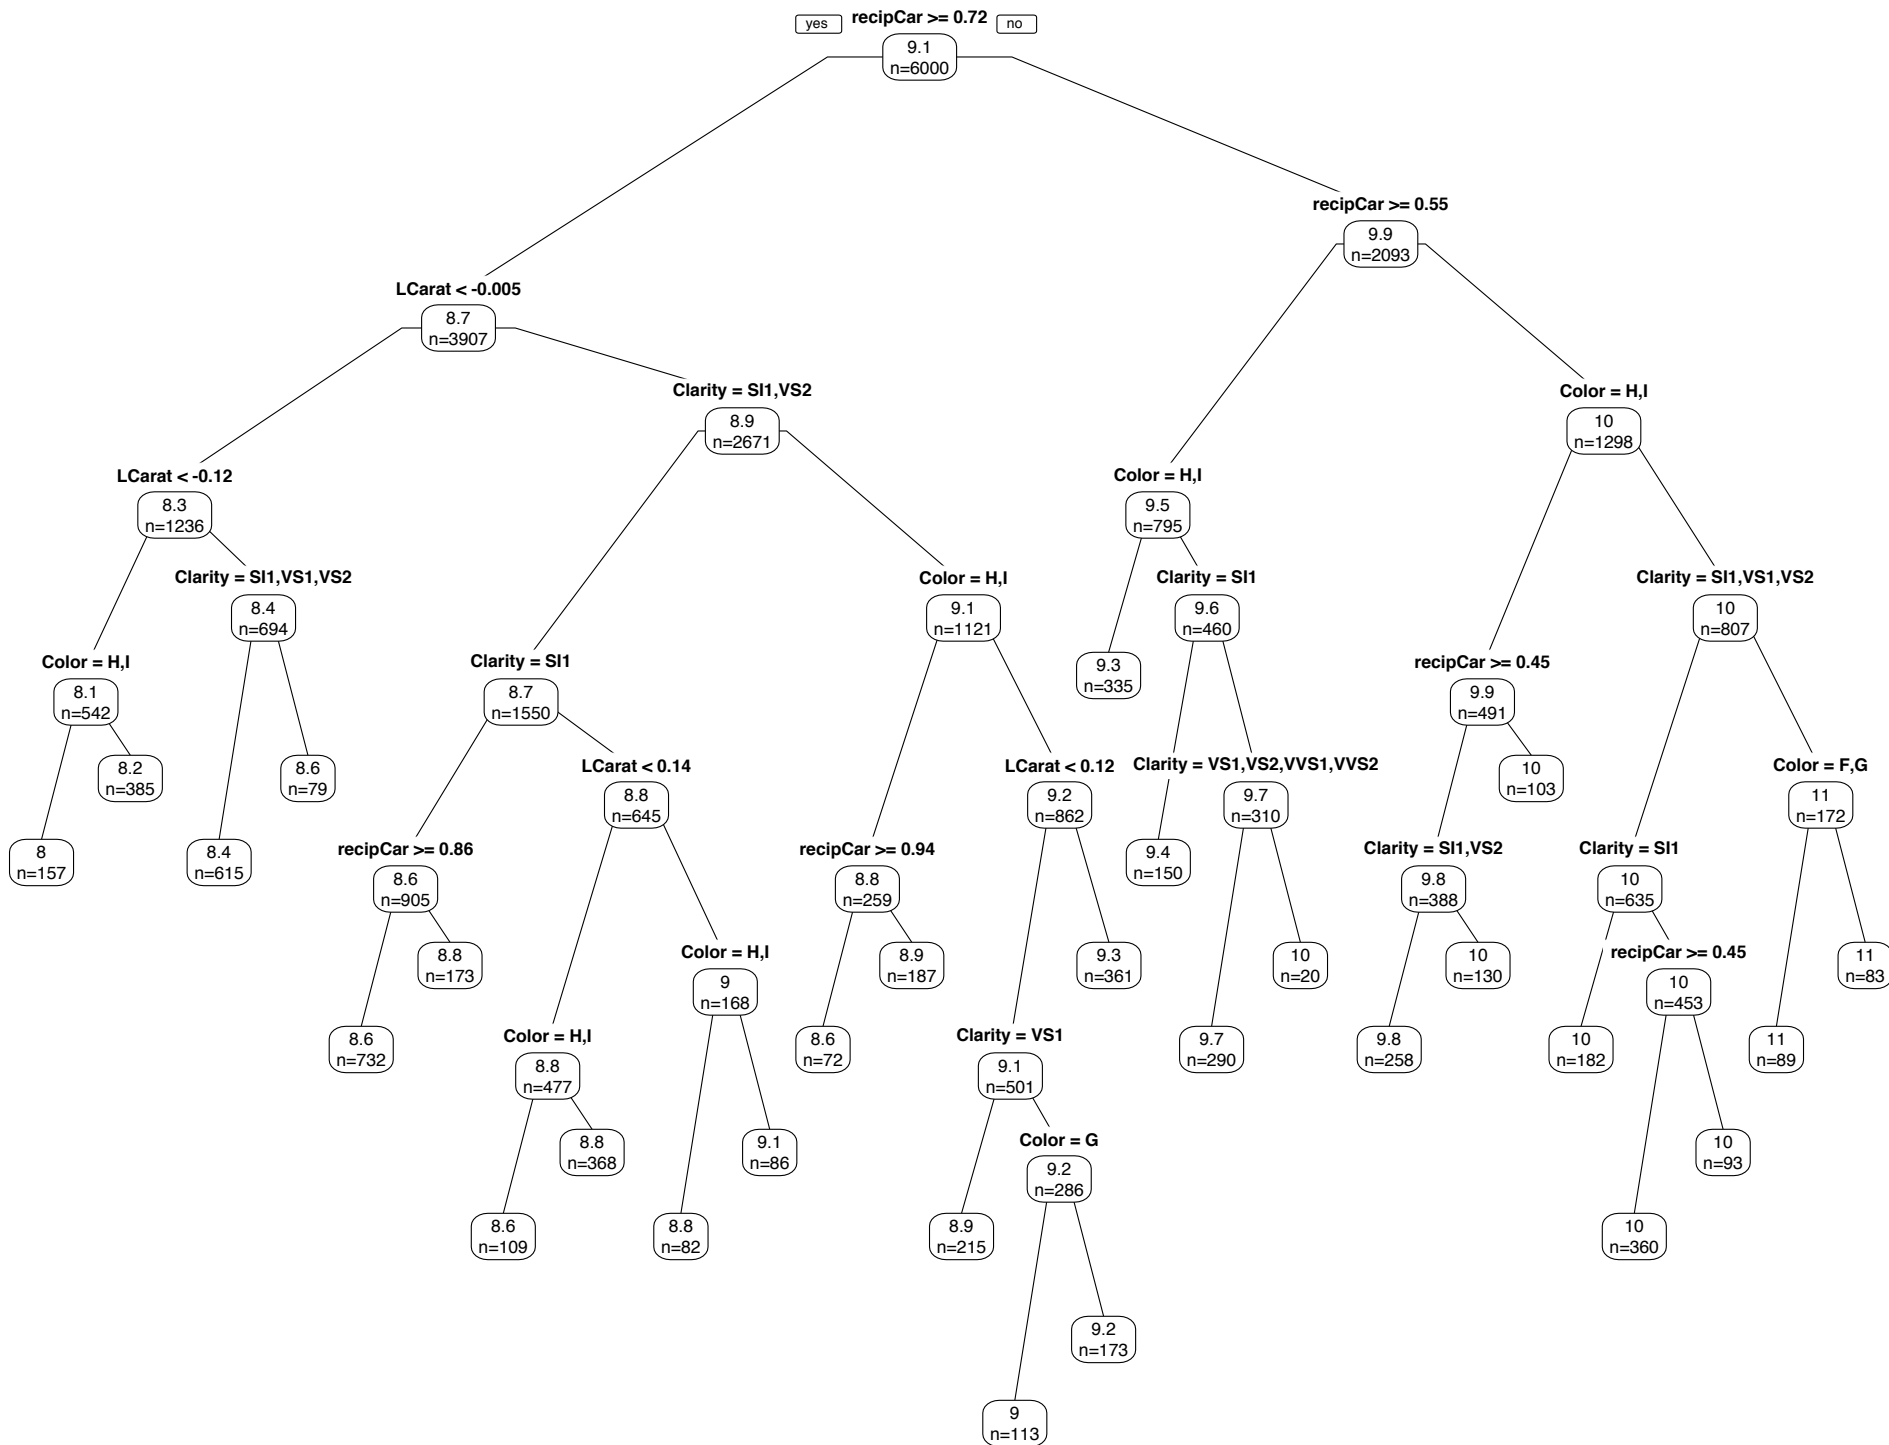 yes
recipCar >= 0.72
no
9.1
n=6000
recipCar >= 0.55
9.9
n=2093
LCarat < -0.005
8.7
n=3907
Clarity = SI1,VS2
8.9
n=2671
Color = H,I
10
n=1298
LCarat < -0.12
8.3
n=1236
Color = H,I
9.5
n=795
Clarity = SI1,VS1,VS2
8.4
n=694
Color = H,I
9.1
n=1121
Clarity = SI1
9.6
n=460
Clarity = SI1,VS1,VS2
10
n=807
Color = H,I
8.1
n=542
Clarity = SI1
8.7
n=1550
9.3
n=335
recipCar >= 0.45
9.9
n=491
8.2
n=385
8.6
n=79
LCarat < 0.14
8.8
n=645
LCarat < 0.12
9.2
n=862
Clarity = VS1,VS2,VVS1,VVS2
9.7
n=310
10
n=103
Color = F,G
11
n=172
8
n=157
8.4
n=615
recipCar >= 0.86
8.6
n=905
recipCar >= 0.94
8.8
n=259
9.4
n=150
Clarity = SI1,VS2
9.8
n=388
Clarity = SI1
10
n=635
8.8
n=173
Color = H,I
9
n=168
8.9
n=187
9.3
n=361
10
n=20
10
n=130
recipCar >= 0.45
10
n=453
11
n=83
8.6
n=732
Color = H,I
8.8
n=477
8.6
n=72
Clarity = VS1
9.1
n=501
9.7
n=290
9.8
n=258
10
n=182
11
n=89
8.8
n=368
9.1
n=86
Color = G
9.2
n=286
10
n=93
8.6
n=109
8.8
n=82
8.9
n=215
10
n=360
9.2
n=173
9
n=113